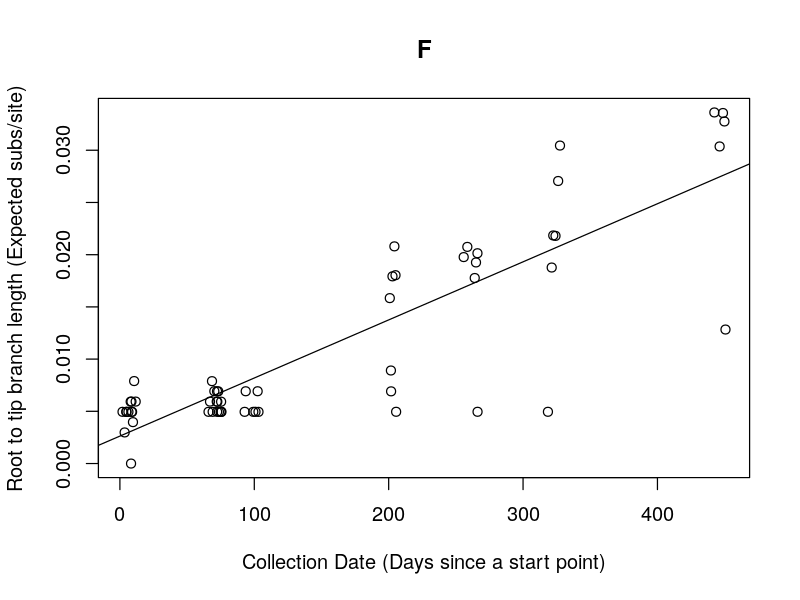 F
Root to tip branch length (Expected subs/site)
0.030
0.020
0.010
0.000
0 100 200 300 400
Collection Date (Days since a start point)